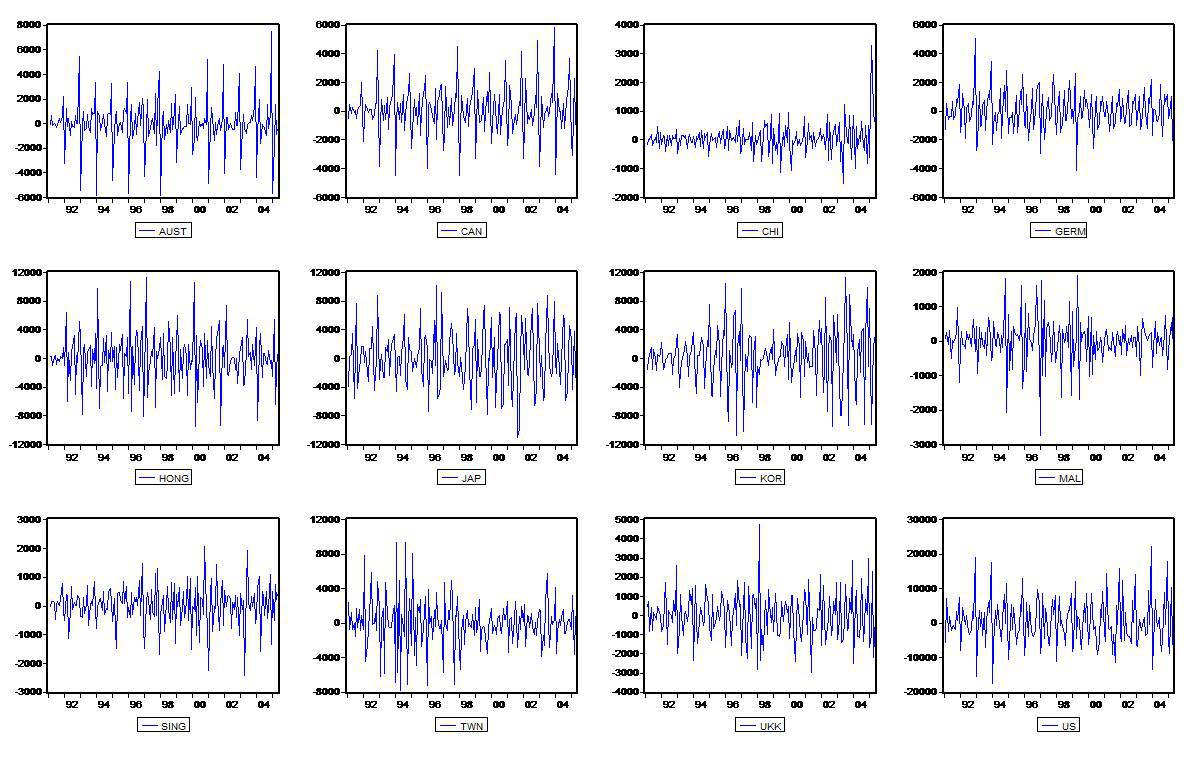 8000 6000 4000 6000
6000 4000 3000 4000
4000 2000 2000 2000
2000 0 1000 0
0 -2000 0 -2000
-2000 -4000 -1000 -4000
-4000 -6000 -2000 -6000
-6000
92 94 96 98 00 02 04 92 94 96 98 00 02 04 92 94 96 98 00 02 04 92 94 96 98 00 02 04
AUST CAN CHI GERM
12000 12000 12000 2000
8000 8000 8000 1000
4000 4000 4000 0
0 0 0 -1000
-4000 -4000 -4000 -2000
-8000 -8000 -8000 -3000
-12000 -12000 -12000
92 94 96 98 00 02 04 92 94 96 98 00 02 04 92 94 96 98 00 02 04 92 94 96 98 00 02 04
HONG JAP KOR MAL
3000 12000 5000 30000
2000 8000 4000 20000
1000 4000 3000 10000
0 0 2000 0
-1000 -4000 1000 -10000
-2000 -8000 0 -20000
-3000 -1000
-2000
-3000
-4000
92 94 96 98 00 02 04 92 94 96 98 00 02 04 92 94 96 98 00 02 04 92 94 96 98 00 02 04
SING TWN UKK US